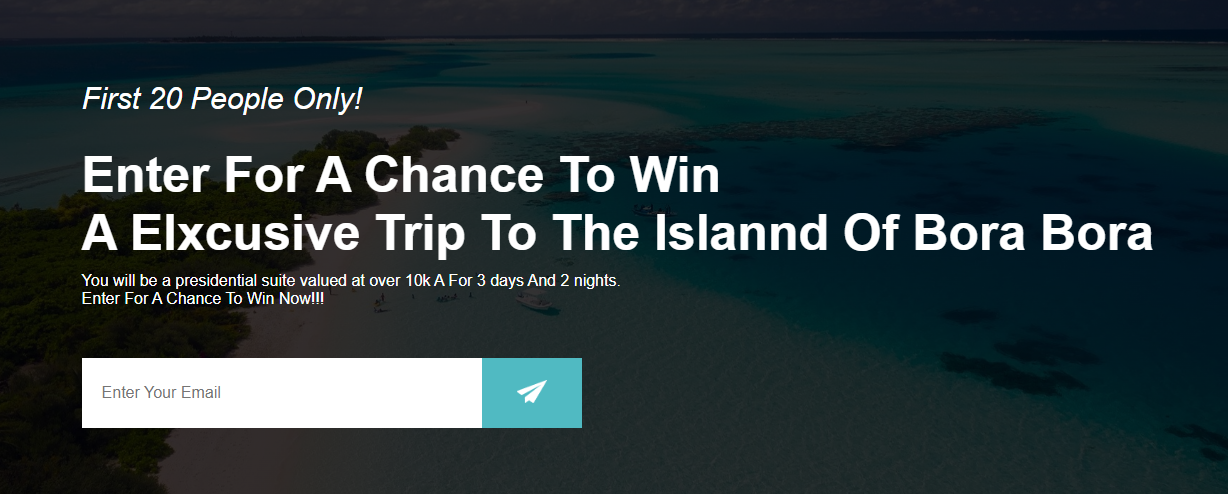 First 20 People Only!
Enter For A Chance To Win
A Elxcusive Trip To The Islannd Of Bora Bora
You will be a presidential suite valued at over 10k A For 3 days And 2 nights.
Enter For A Chance To Win Now!!!
Enter Your Email